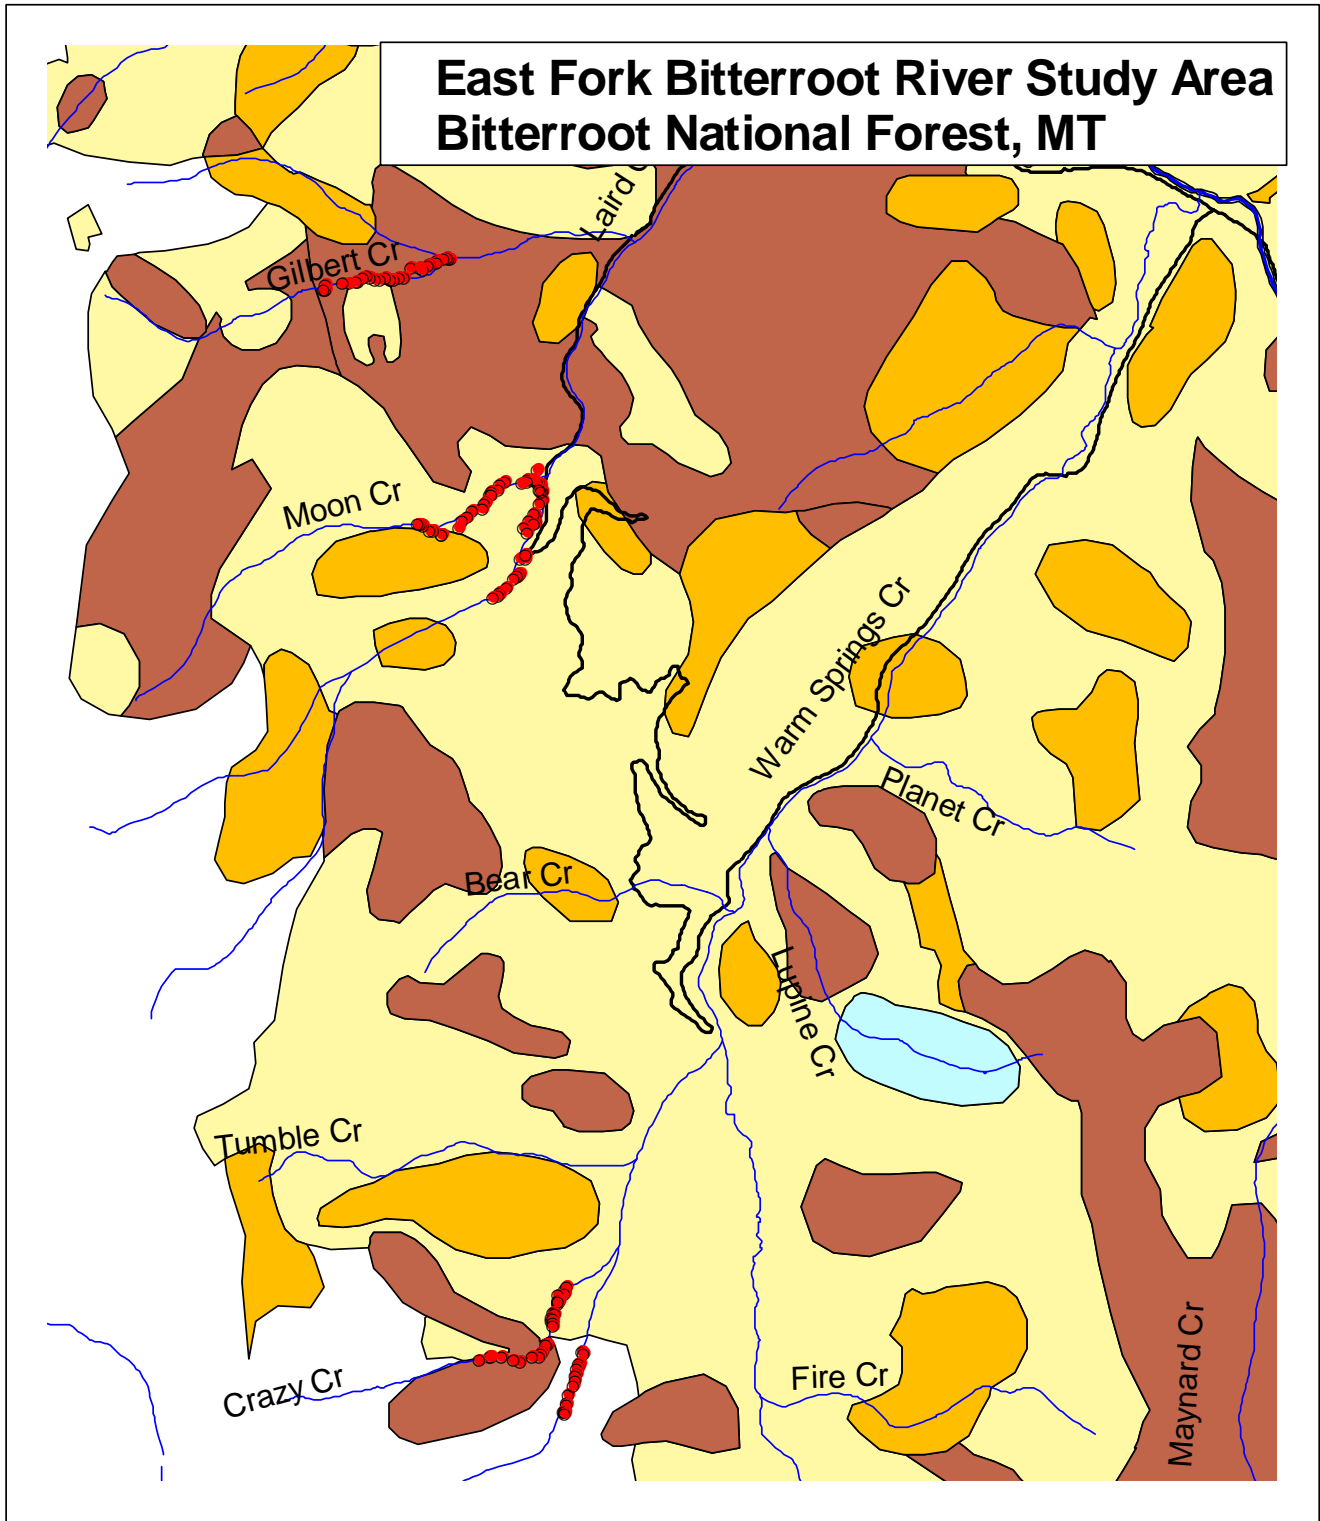 East Fork Bitterroot River Study Area
Bitterroot National Forest, MT
Laird
Gilbert Cr
Moon Cr
Warm Springs Cr
Planet Cr
Bear Cr
Lupine Cr
Tumble Cr
Crazy Cr
Fire Cr
Maynard Cr